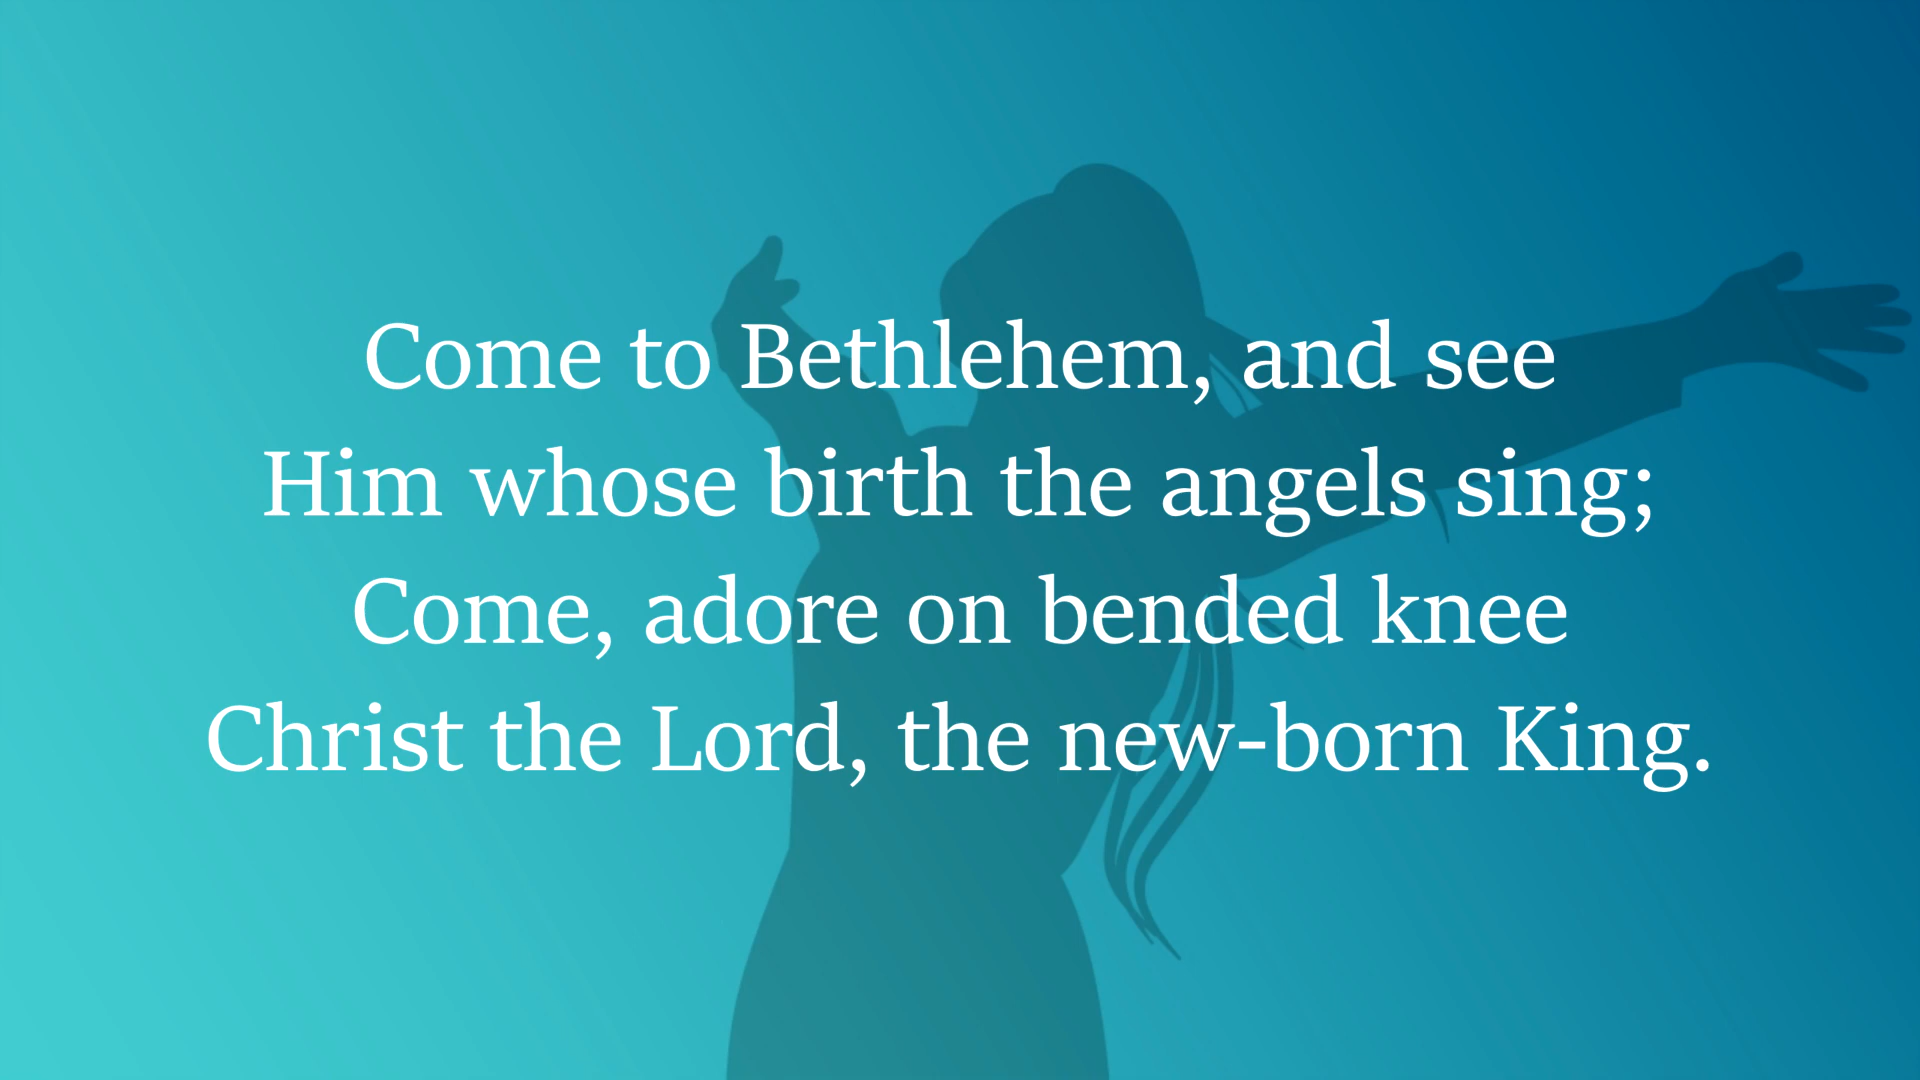 Come to Bethlehem, and see
Him whose birth the angels sing;
Come, adore on bended knee
Christ the Lord, the new-born King.